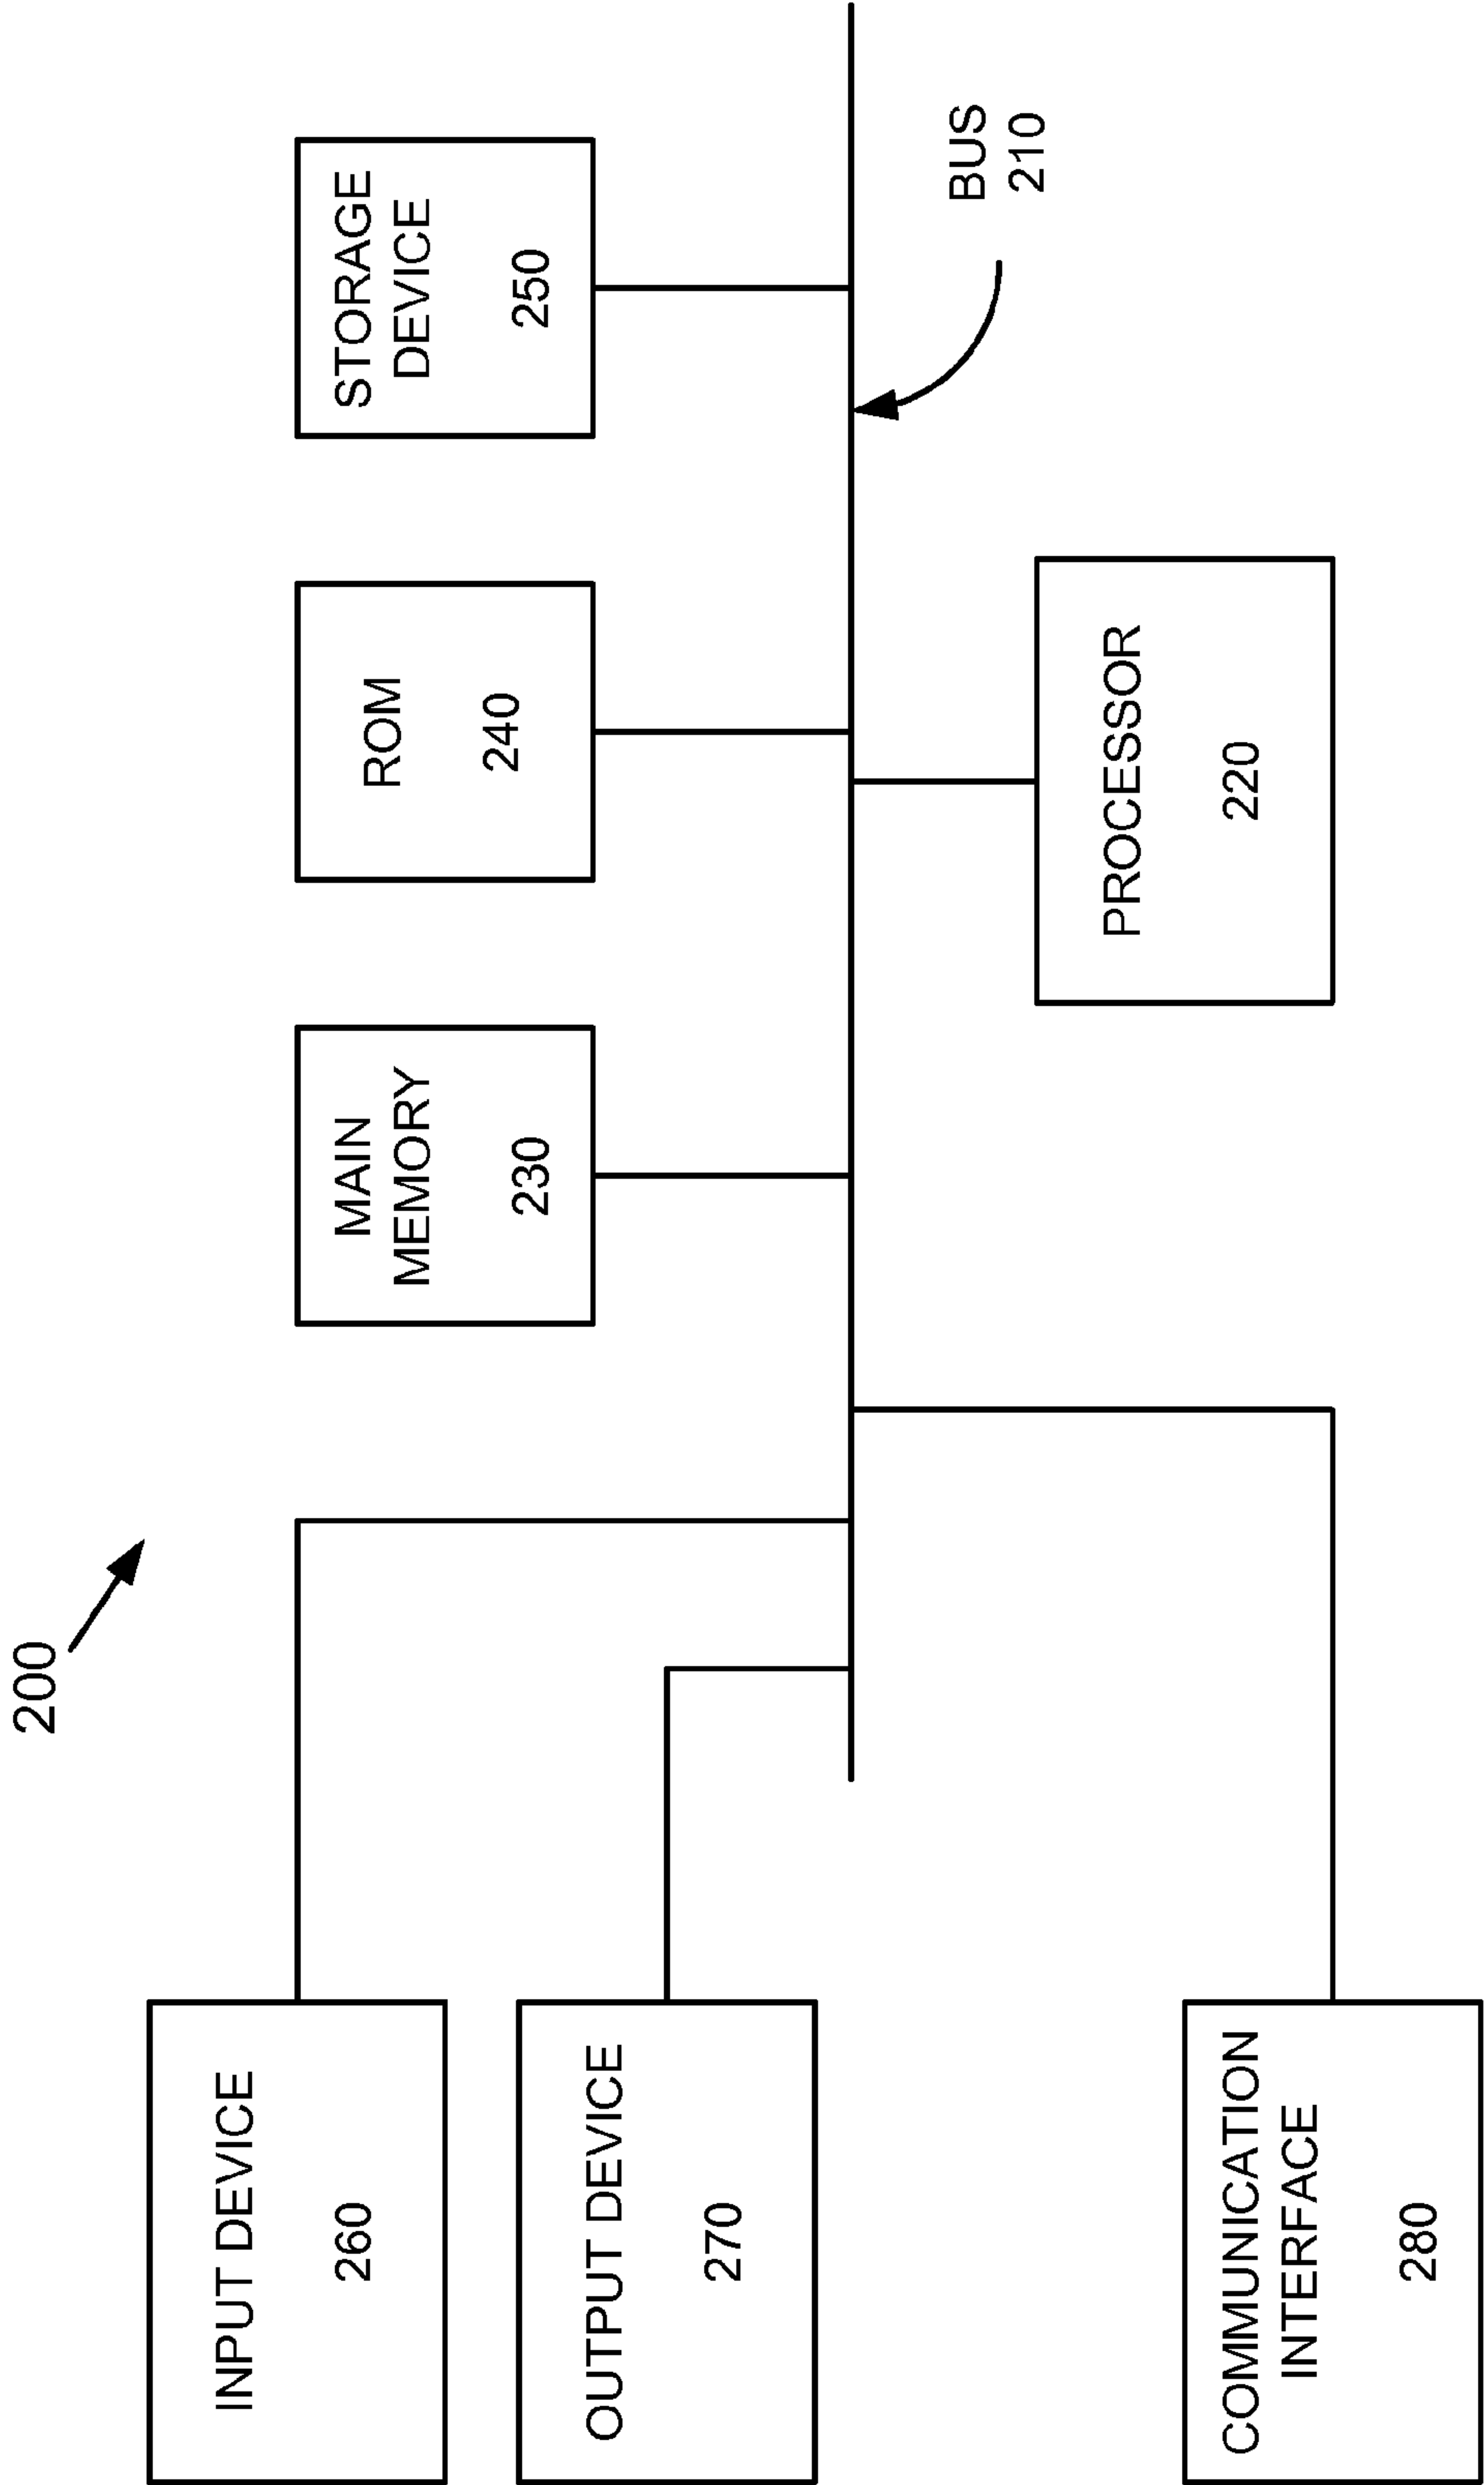 200
INPUT DEVICE
260
OUTPUT DEVICE
270
COMMUNICATION
INTERFACE
280
MAIN
MEMORY
230
ROM
240
STORAGE
DEVICE
250
PROCESSOR
220
BUS
210